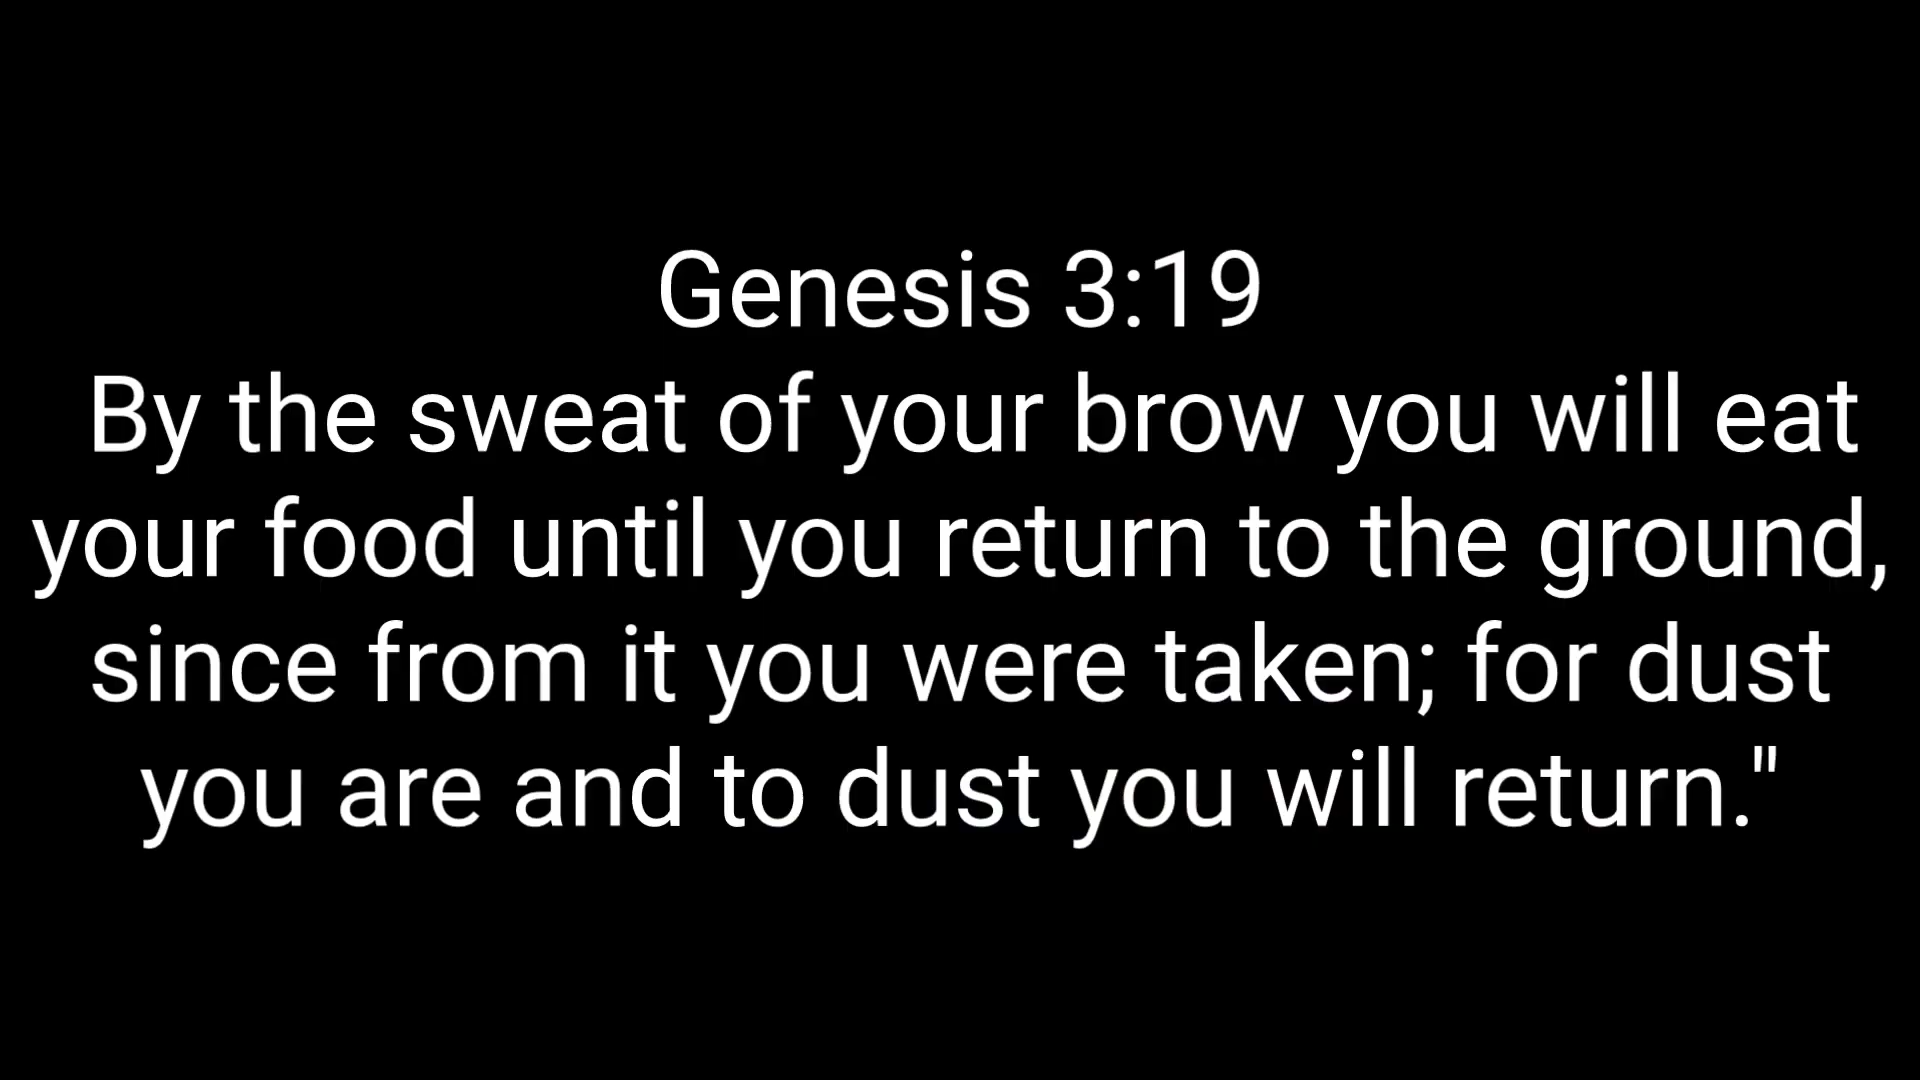 Genesis 3:19
By the sweat of your brow you will eat
your food until you return to the ground,
since from it you were taken; for dust
you are and to dust you will return."